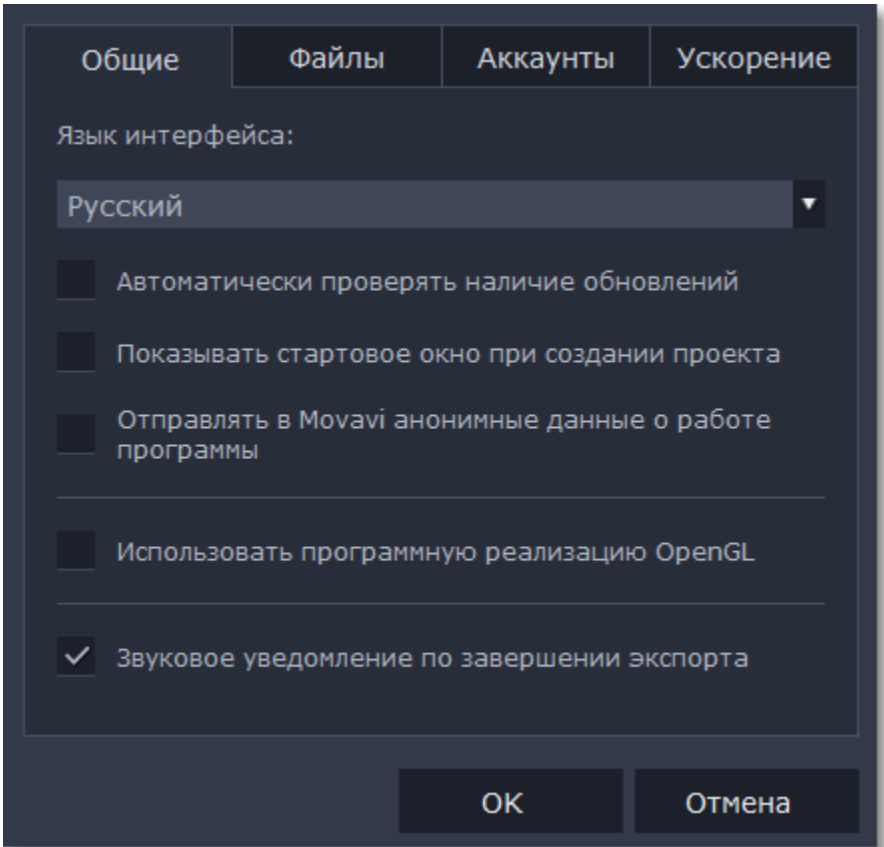 Общие Файлы Аккаунты Ускорение
Язык интерфейса:
Русский
Автоматически проверять наличие обновлений
Показывать стартовое окно при создании проекта
Отправлять в Movavi анонимные данные о работе
программы
Использовать программную реализацию OpenGL
Звуковое уведомление по завершении экспорта
OK Отмена